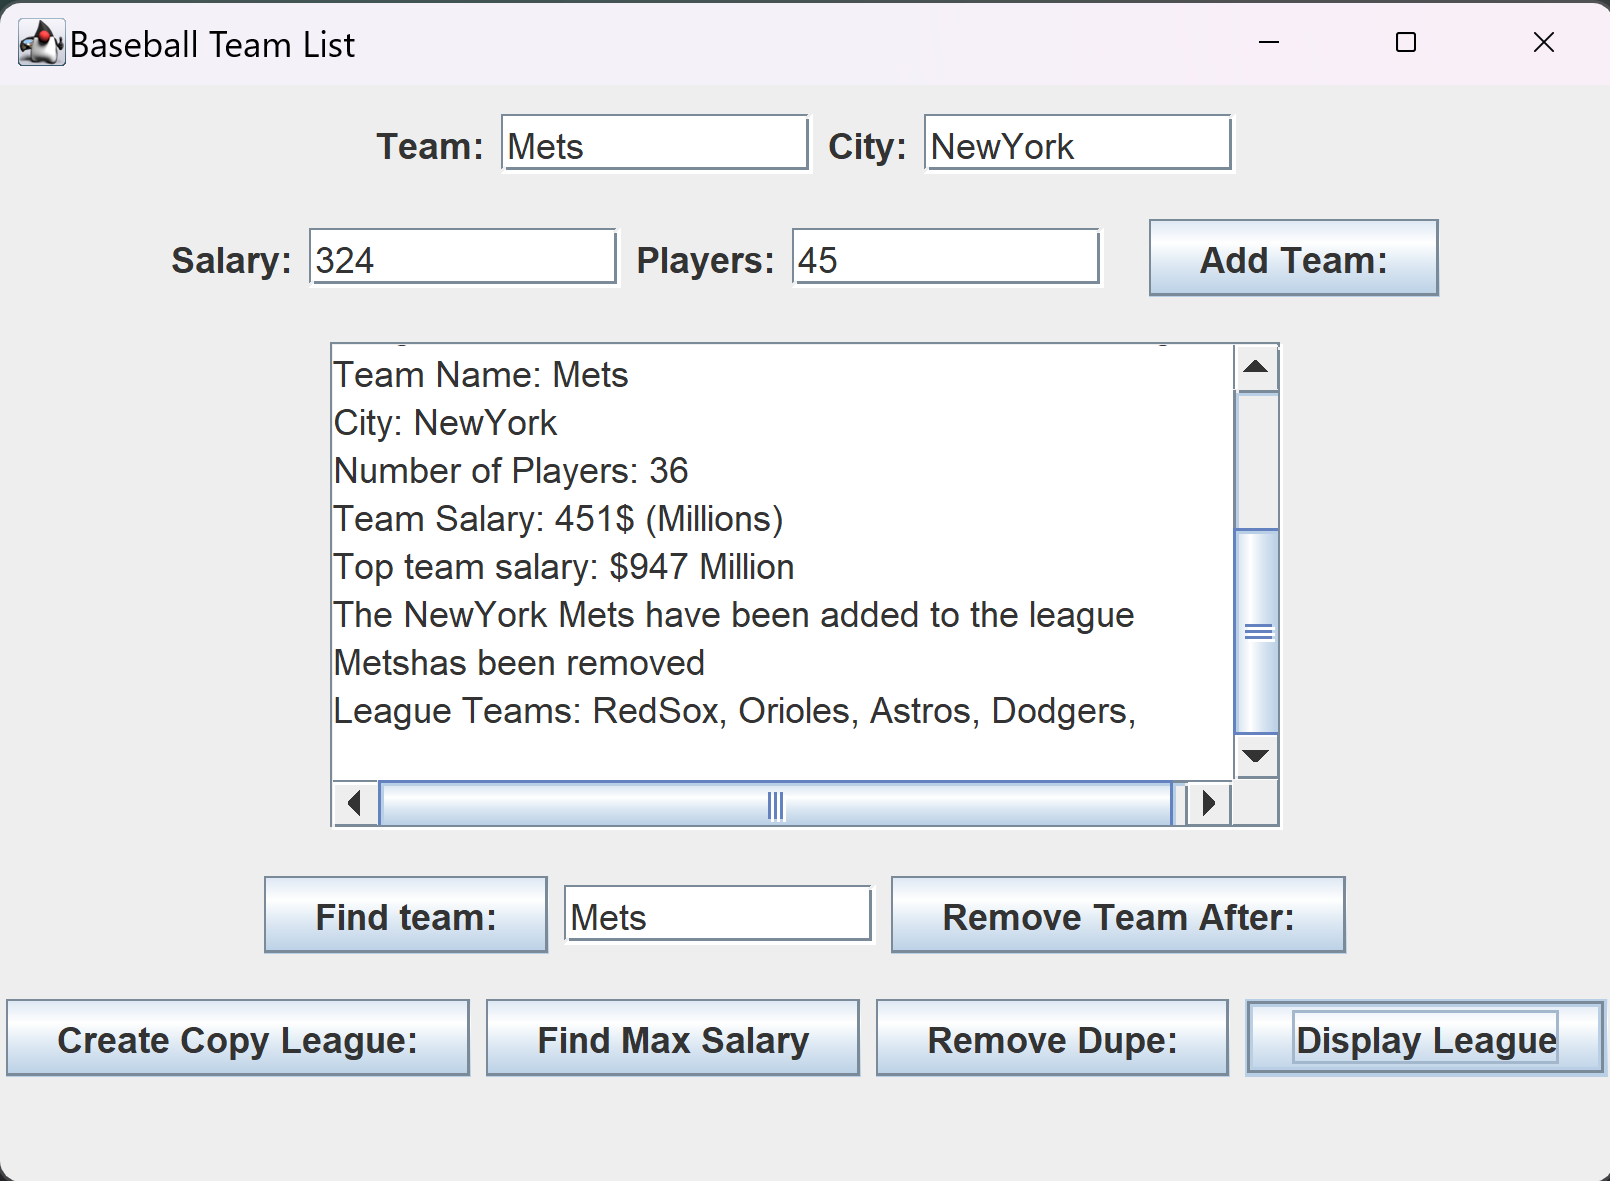 Baseball Team List
Team: Mets City: NewYork
Salary: 324 Players: 45 Add Team:
Team Name: Mets
City: NewYork
Number of Players: 36
Team Salary: 451$ (Millions)
Top team salary: $947 Million
The NewYork Mets have been added to the league
Metshas been removed
League Teams: RedSox, Orioles, Astros, Dodgers,
Find team: Mets Remove Team After:
Create Copy League: Find Max Salary Remove Dupe: Display League